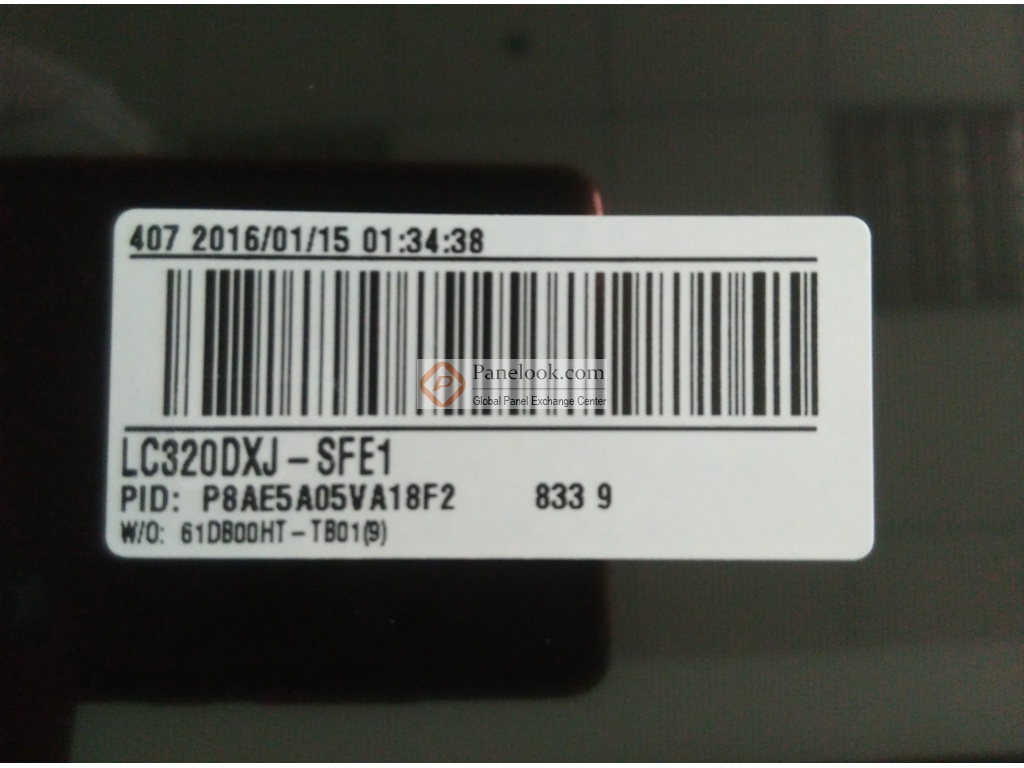 407 2016/01/15 01:34:38
Panelook.com
Global Panel Exchange Center
LC320DXJ-SFE1
PID: P8AE5A05VA18F2 833 9
W/O: 61DB00HT-TB01(9)